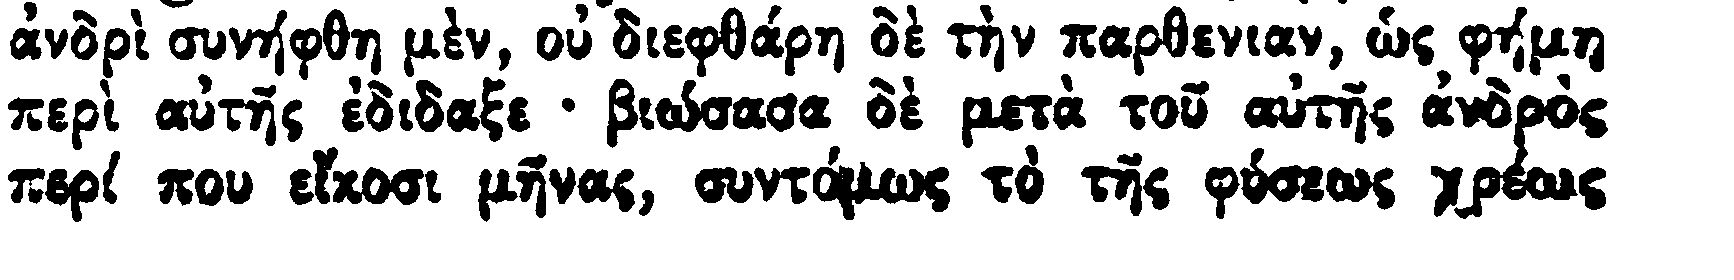 ἀνδρὶ συνήφθη μὲν, οὐ διεφθάρη δὲ τὴν παρθενιαν, ὡς φήμη
περὶ αὐτῆς ἐδιδαξε · βιώσασα δὲ μετὰ τοῦ αὐτῆς ἀνδρὸς
περί που εἴκοσι μῆνας, συντόμως τὸ τῆς φύσεως χρέως